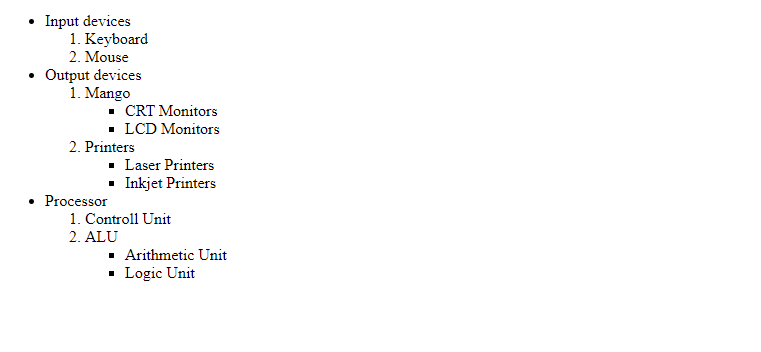 • Input devices
1. Keyboard
2. Mouse
• Output devices
1. Mango
▪ CRT Monitors
▪ LCD Monitors
2. Printers
▪ Laser Printers
▪ Inkjet Printers
• Processor
1. Controll Unit
2. ALU
▪ Arithmetic Unit
▪ Logic Unit